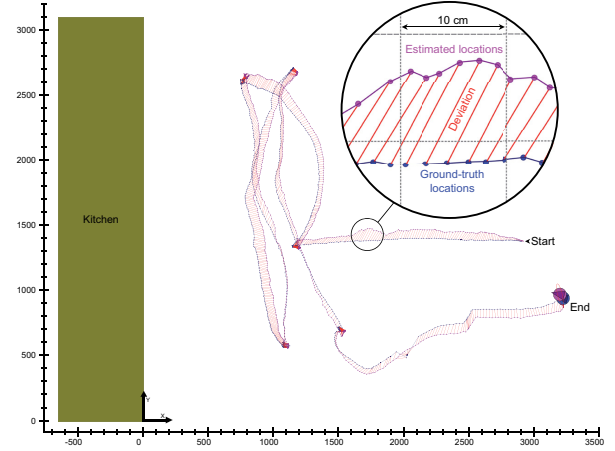 10 cm
Estimated locations
Deviation
Ground-truth
locations
3000
2500
2000
1500
1000
500
0
Kitchen
Start
End
Y
X
-500
0
500
1000
1500
2000
2500
3000
3500